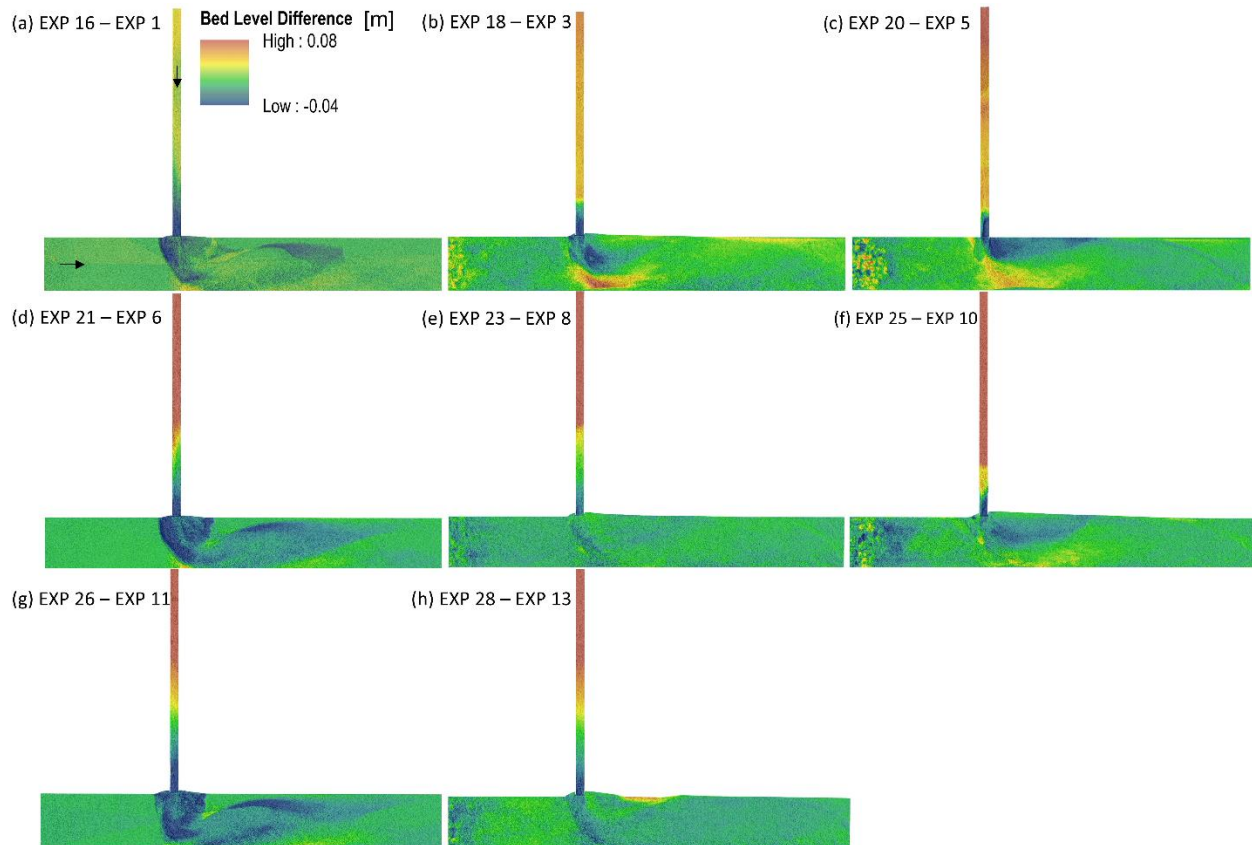 (a) EXP 16 – EXP 1
Bed Level Difference [m]
High : 0.08
Low : -0.04
(b) EXP 18 – EXP 3
(c) EXP 20 – EXP 5
(d) EXP 21 – EXP 6
(e) EXP 23 – EXP 8
(f) EXP 25 – EXP 10
(g) EXP 26 – EXP 11
(h) EXP 28 – EXP 13